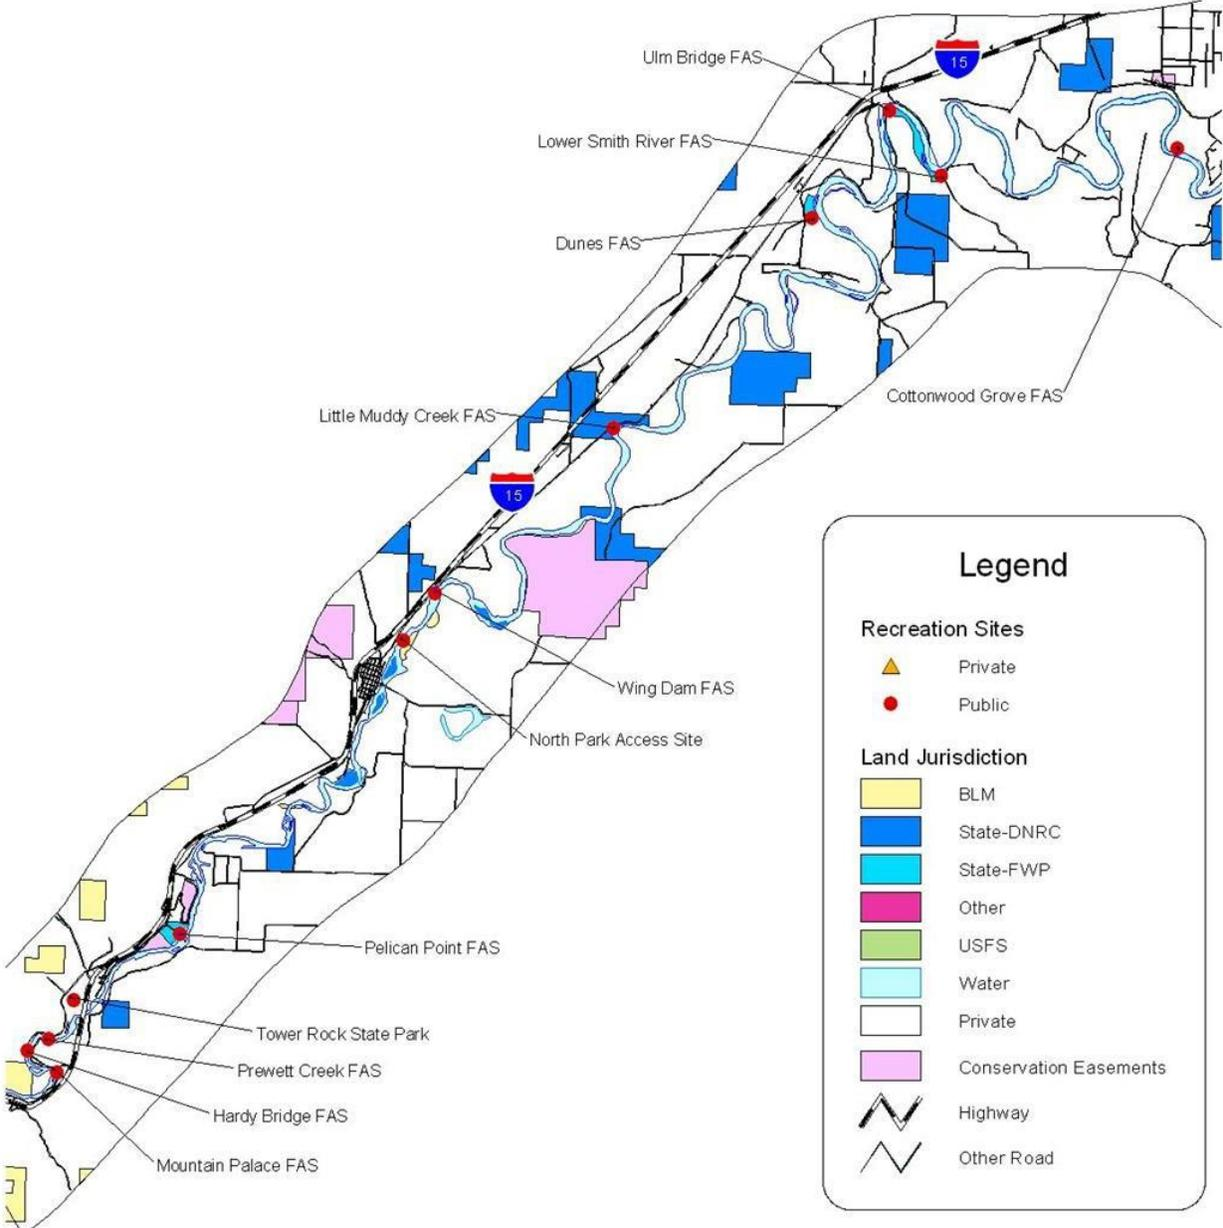 Ulm Bridge FAS
15
Lower Smith River FAS
Dunes FAS
Cottonwood Grove FAS
Little Muddy Creek FAS
15
Wing Dam FAS
North Park Access Site
Pelican Point FAS
Tower Rock State Park
Prewett Creek FAS
Hardy Bridge FAS
Mountain Palace FAS
Legend
Recreation Sites
Private
Public
Land Jurisdiction
BLM
State-DNRC
State-FWP
Other
USFS
Water
Private
Conservation Easements
Highway
Other Road